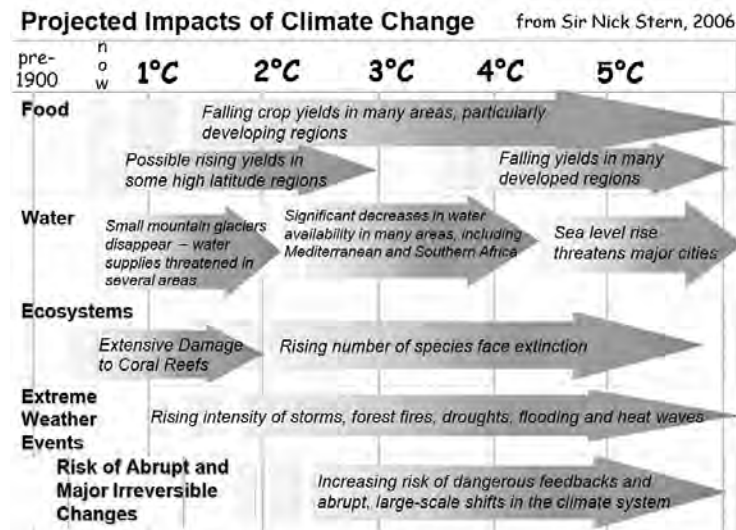 Projected Impacts of Climate Change
from Sir Nick Stern, 2006
pre-
1900
n
o
w
1°C
2°C
3°C
4°C
5°C
Food
Falling crop yields in many areas, particularly
developing regions
Possible rising yields in
some high latitude regions
Falling yields in many
developed regions
Water
Small mountain glaciers
disappear – water
supplies threatened in
several areas
Significant decreases in water
availability in many areas, including
Mediterranean and Southern Africa
Sea level rise
threatens major cities
Ecosystems
Extensive Damage
to Coral Reefs
Rising number of species face extinction
Extreme
Weather
Events
Rising intensity of storms, forest fires, droughts, flooding and heat waves
Risk of Abrupt and
Major Irreversible
Changes
Increasing risk of dangerous feedbacks and
abrupt, large-scale shifts in the climate system